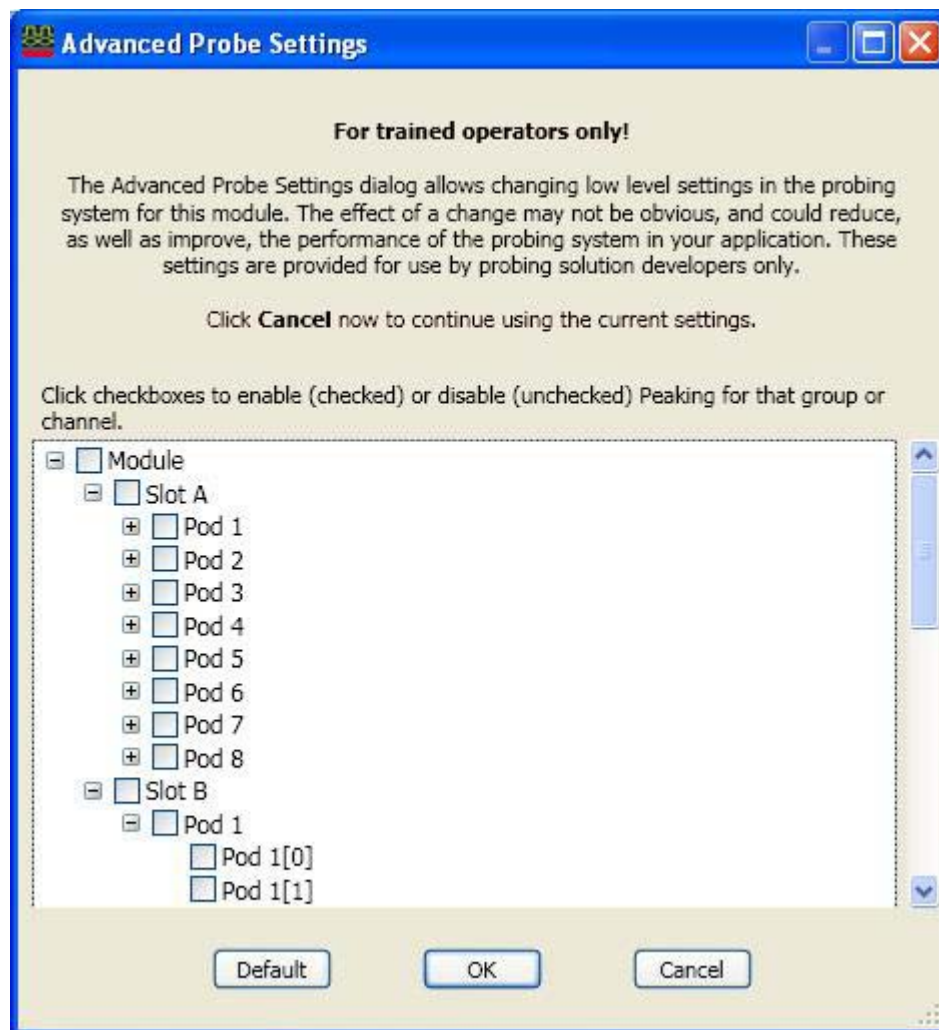 Advanced Probe Settings
For trained operators only!
The Advanced Probe Settings dialog allows changing low level settings in the probing
system for this module. The effect of a change may not be obvious, and could reduce,
as well as improve, the performance of the probing system in your application. These
settings are provided for use by probing solution developers only.
Click Cancel now to continue using the current settings.
Click checkboxes to enable (checked) or disable (unchecked) Peaking for that group or
channel.
Module
Slot A
Pod 1
Pod 2
Pod 3
Pod 4
Pod 5
Pod 6
Pod 7
Pod 8
Slot B
Pod 1
Pod 1[0]
Pod 1[1]
Default OK Cancel